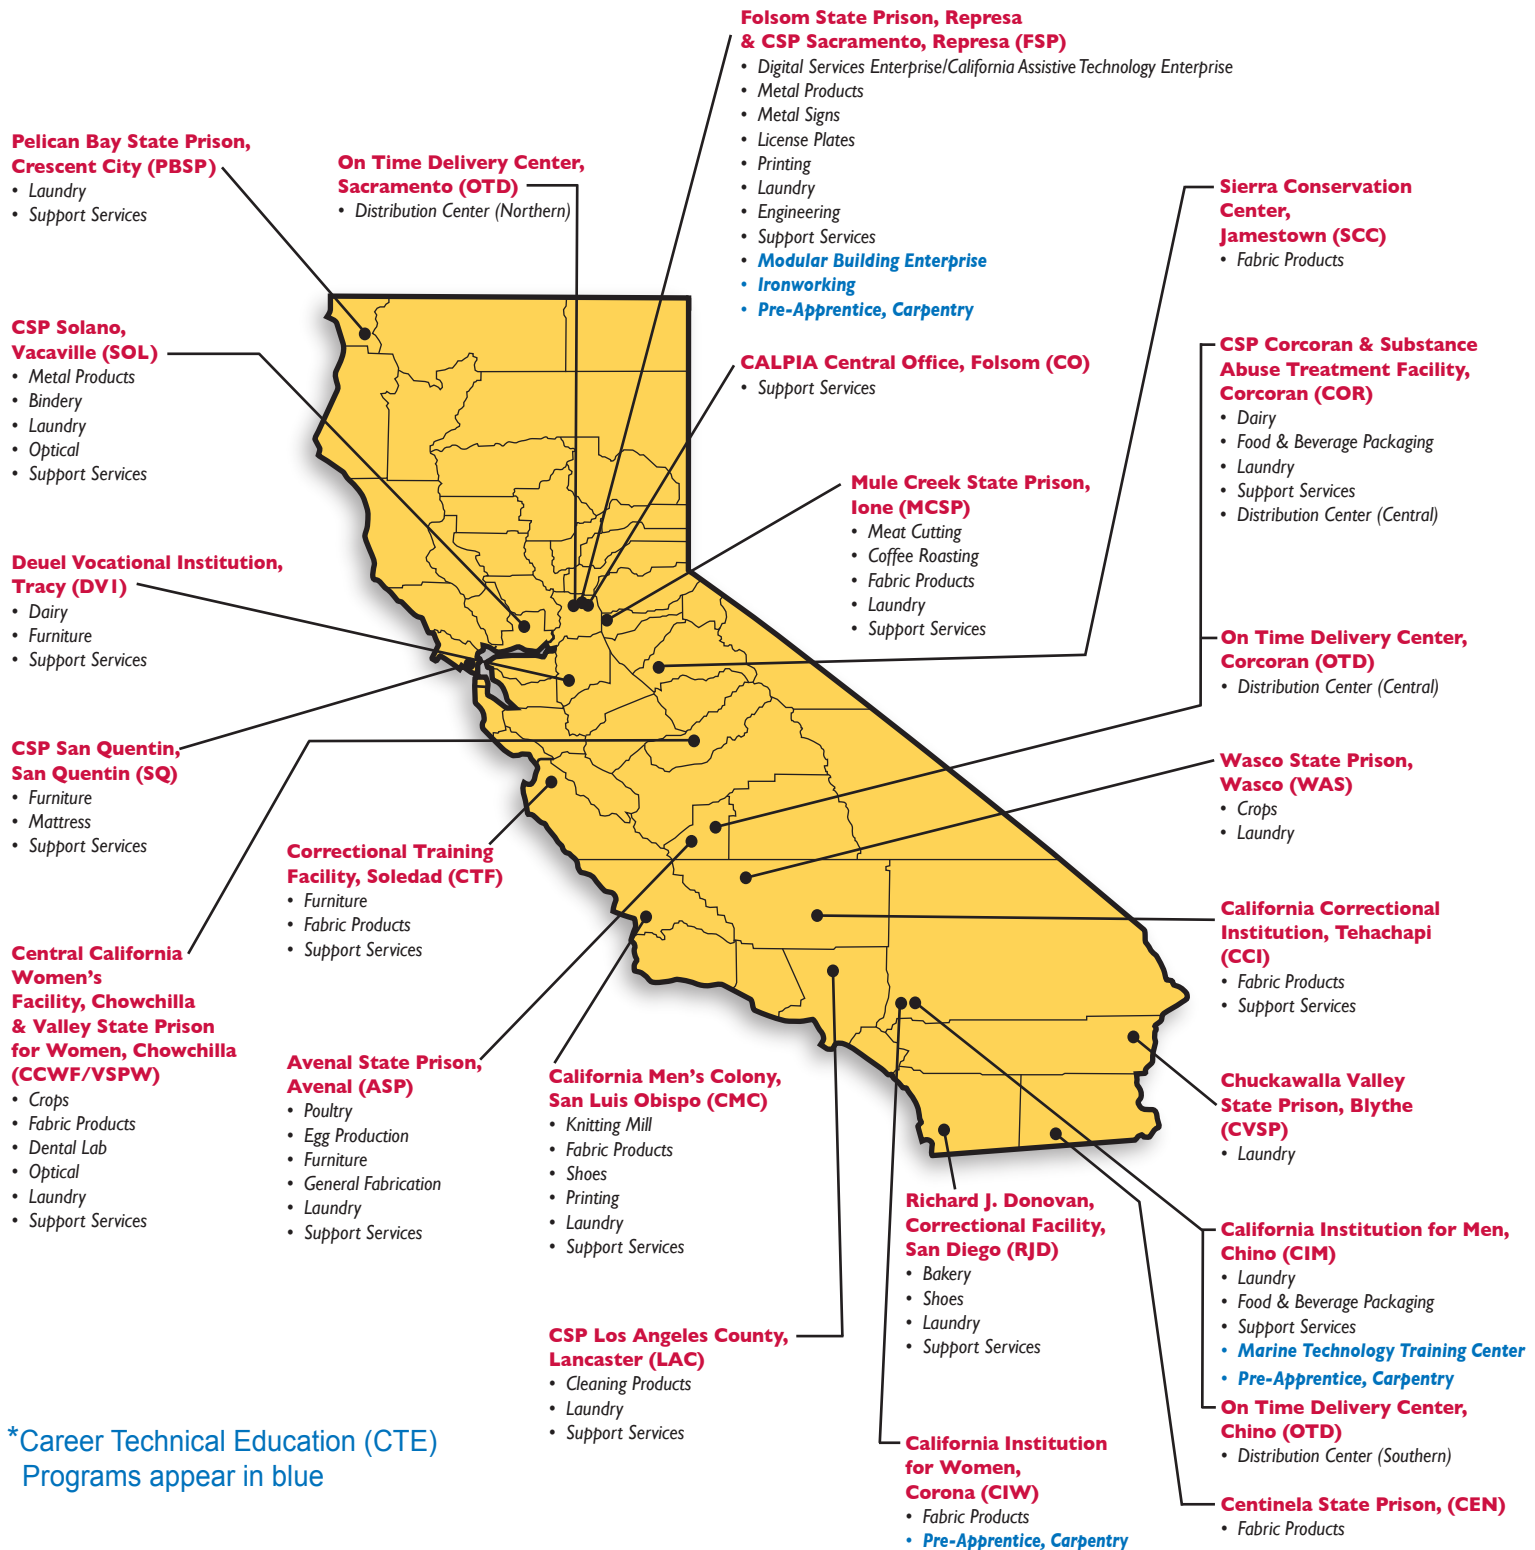 Folsom State Prison, Represa
& CSP Sacramento, Represa (FSP)
• Digital Services Enterprise/California Assistive Technology Enterprise
• Metal Products
• Metal Signs
• License Plates
• Printing
• Laundry
• Engineering
• Support Services
• Modular Building Enterprise
• Ironworking
• Pre-Apprentice, Carpentry
Pelican Bay State Prison,
Crescent City (PBSP)
• Laundry
• Support Services
On Time Delivery Center,
Sacramento (OTD)
• Distribution Center (Northern)
Sierra Conservation
Center,
Jamestown (SCC)
• Fabric Products
CSP Solano,
Vacaville (SOL)
• Metal Products
• Bindery
• Laundry
• Optical
• Support Services
CALPIA Central Office, Folsom (CO)
• Support Services
CSP Corcoran & Substance
Abuse Treatment Facility,
Corcoran (COR)
• Dairy
• Food & Beverage Packaging
• Laundry
• Support Services
• Distribution Center (Central)
Mule Creek State Prison,
Ione (MCSP)
• Meat Cutting
• Coffee Roasting
• Fabric Products
• Laundry
• Support Services
Deuel Vocational Institution,
Tracy (DVI)
• Dairy
• Furniture
• Support Services
On Time Delivery Center,
Corcoran (OTD)
• Distribution Center (Central)
CSP San Quentin,
San Quentin (SQ)
• Furniture
• Mattress
• Support Services
Wasco State Prison,
Wasco (WAS)
• Crops
• Laundry
Correctional Training
Facility, Soledad (CTF)
• Furniture
• Fabric Products
• Support Services
California Correctional
Institution, Tehachapi
(CCI)
• Fabric Products
• Support Services
Central California
Women's
Facility, Chowchilla
& Valley State Prison
for Women, Chowchilla
(CCWF/VSPW)
• Crops
• Fabric Products
• Dental Lab
• Optical
• Laundry
• Support Services
Avenal State Prison,
Avenal (ASP)
• Poultry
• Egg Production
• Furniture
• General Fabrication
• Laundry
• Support Services
California Men's Colony,
San Luis Obispo (CMC)
• Knitting Mill
• Fabric Products
• Shoes
• Printing
• Laundry
• Support Services
Chuckawalla Valley
State Prison, Blythe
(CVSP)
• Laundry
Richard J. Donovan,
Correctional Facility,
San Diego (RJD)
• Bakery
• Shoes
• Laundry
• Support Services
California Institution for Men,
Chino (CIM)
• Laundry
• Food & Beverage Packaging
• Support Services
• Marine Technology Training Center
• Pre-Apprentice, Carpentry
CSP Los Angeles County,
Lancaster (LAC)
• Cleaning Products
• Laundry
• Support Services
On Time Delivery Center,
Chino (OTD)
• Distribution Center (Southern)
California Institution
for Women,
Corona (CIW)
• Fabric Products
• Pre-Apprentice, Carpentry
Centinela State Prison, (CEN)
• Fabric Products
*Career Technical Education (CTE)
Programs appear in blue